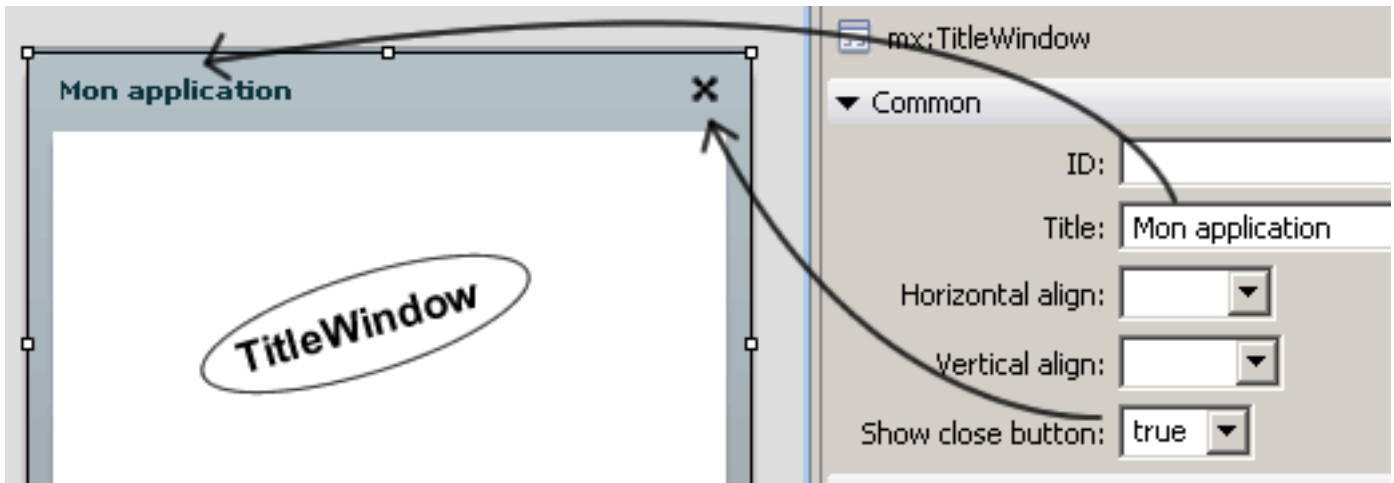 Mon application
TitleWindow
mx:TitleWindow
Common
ID:
Title: Mon application
Horizontal align:
Vertical align:
Show close button: true